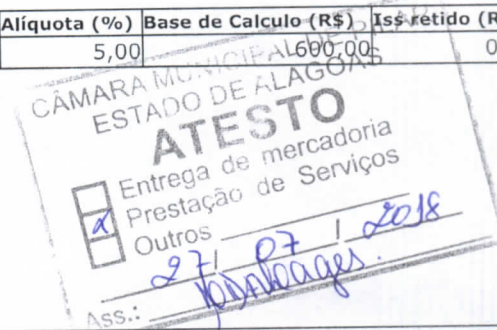 Alíquota (%) Base de Calculo (R$) Iss retido (R
5,00 600,00 0
CÂMARA MUNICIPAL DE PILAR
ESTADO DE ALAGOAS
ATESTO
Entrega de mercadoria
X Prestação de Serviços
Outros
27 / 07 / 2018
Ass.: